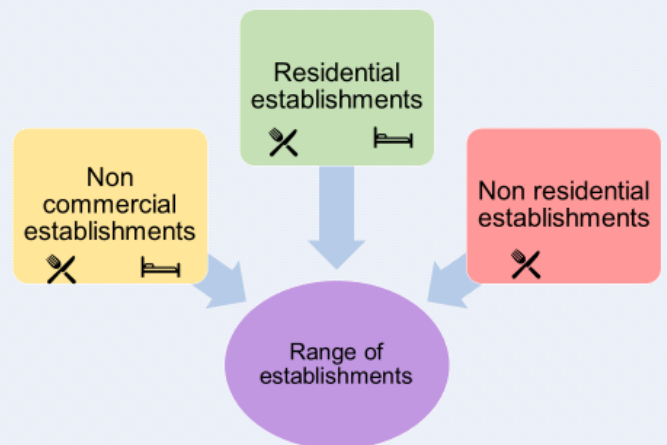 Residential
establishments
Non
commercial
establishments
Non residential
establishments
Range of
establishments